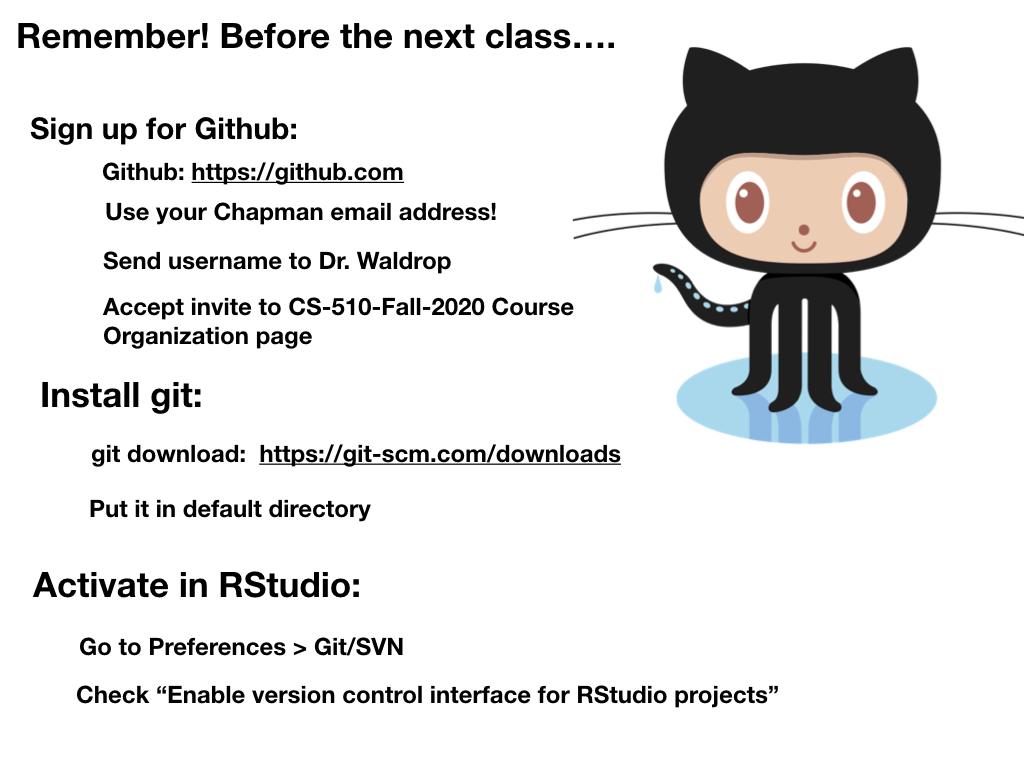 Remember! Before the next class….
Sign up for Github:
Github: https://github.com
Use your Chapman email address!
Send username to Dr. Waldrop
Accept invite to CS-510-Fall-2020 Course
Organization page
Install git:
git download:  https://git-scm.com/downloads
Put it in default directory
Activate in RStudio:
Go to Preferences > Git/SVN
Check “Enable version control interface for RStudio projects”